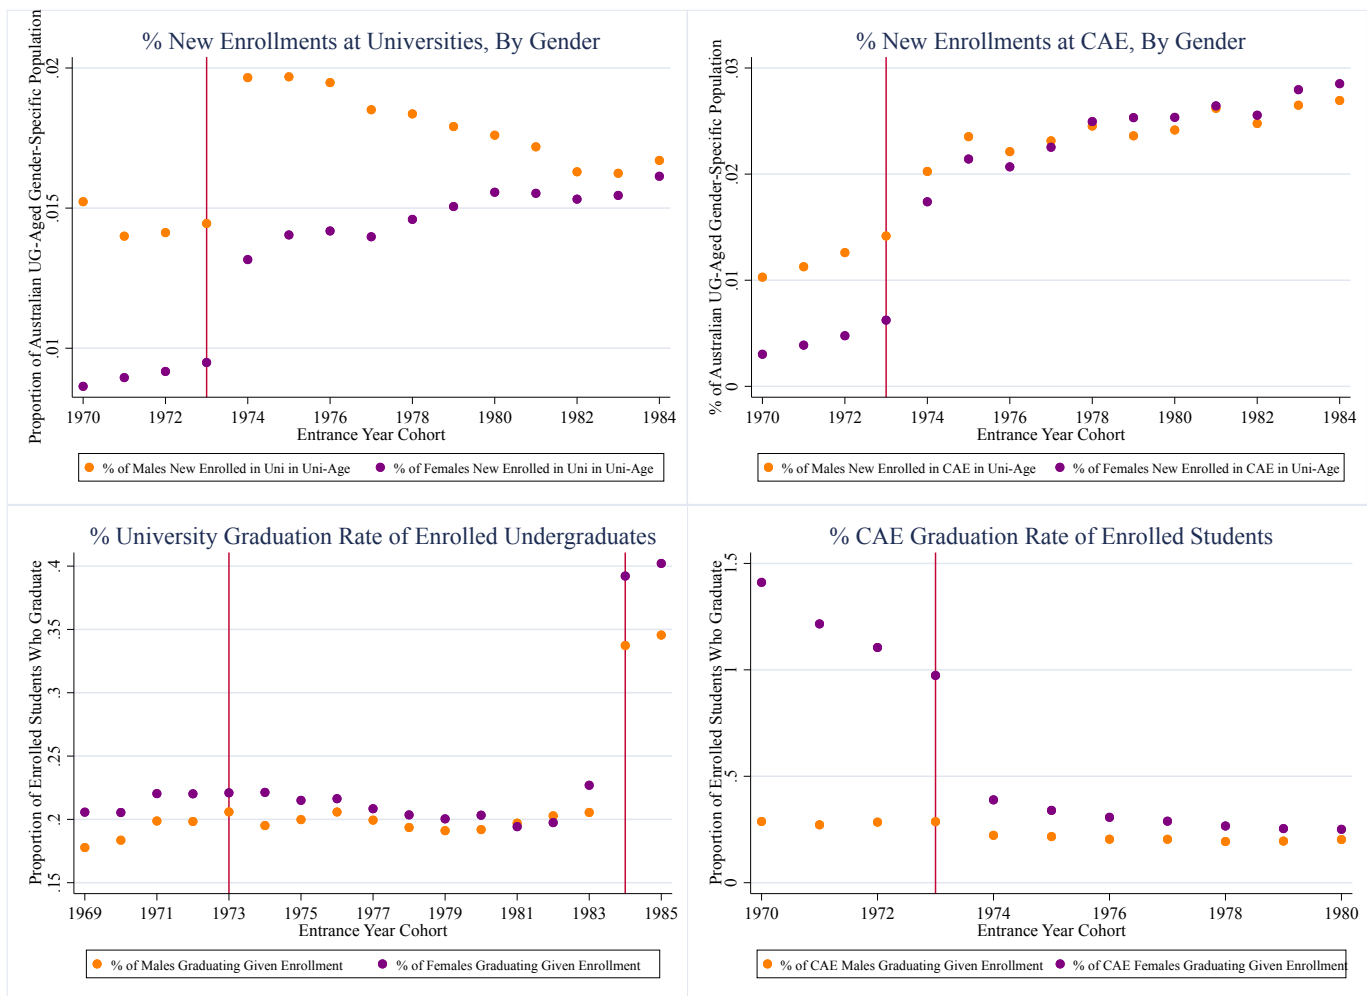 % New Enrollments at Universities, By Gender
Proportion of Australian UG-Aged Gender-Specific Population
.02
.015
.01
1970 1972 1974 1976 1978 1980 1982 1984
Entrance Year Cohort
% of Males New Enrolled in Uni in Uni-Age % of Females New Enrolled in Uni in Uni-Age
% New Enrollments at CAE, By Gender
% of Australian UG-Aged Gender-Specific Population
.03
.02
.01
0
1970 1972 1974 1976 1978 1980 1982 1984
Entrance Year Cohort
% of Males New Enrolled in CAE in Uni-Age % of Females New Enrolled in CAE in Uni-Age
% University Graduation Rate of Enrolled Undergraduates
Proportion of Enrolled Students Who Graduate
.4
.35
.3
.25
.2
.15
1969 1971 1973 1975 1977 1979 1981 1983 1985
Entrance Year Cohort
% of Males Graduating Given Enrollment % of Females Graduating Given Enrollment
% CAE Graduation Rate of Enrolled Students
Proportion of Enrolled Students Who Graduate
1.5
1
.5
0
1970 1972 1974 1976 1978 1980
Entrance Year Cohort
% of CAE Males Graduating Given Enrollment % of CAE Females Graduating Given Enrollment